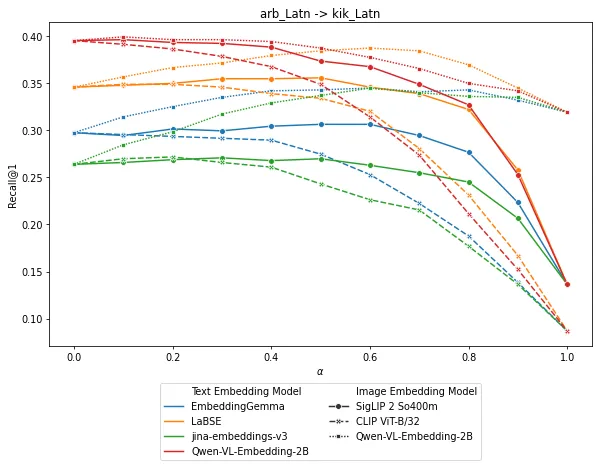 arb_Latn -> kik_Latn
0.40
0.35
0.30
0.25
0.20
0.15
0.10
Recall@1
0.0
0.2
0.4
0.6
0.8
1.0
α
Text Embedding Model
EmbeddingGemma
LaBSE
jina-embeddings-v3
Qwen-VL-Embedding-2B
Image Embedding Model
SigLIP 2 So400m
CLIP ViT-B/32
Qwen-VL-Embedding-2B